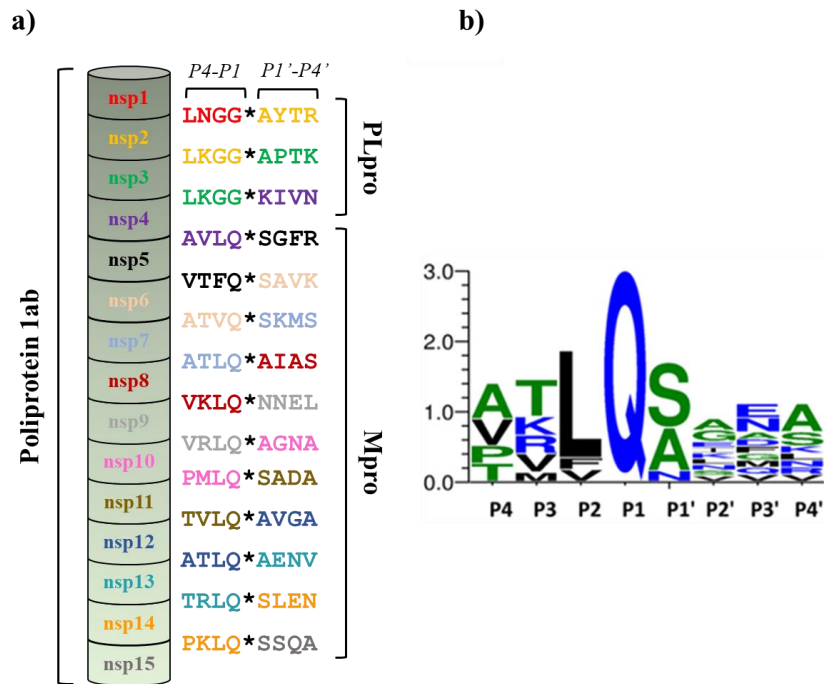 a)
P4-P1 P1’-P4’
Poliprotein 1ab
nsp1
nsp2
nsp3
nsp4
nsp5
nsp6
nsp7
nsp8
nsp9
nsp10
nsp11
nsp12
nsp13
nsp14
nsp15
LNGG*AYTR
LKGG*APTK
LKGG*KIVN
AVLQ*SGFR
VTFQ*SAVK
ATVQ*SKMS
ATLQ*AIAS
VKLQ*NNEL
VRLQ*AGNA
PMLQ*SADA
TVLQ*AVGA
ATLQ*AENV
TRLQ*SLEN
PKLQ*SSQA
PLpro
Mpro
b)
3.0
2.0
1.0
0.0
A T L Q S A E A
V K F A G N S
P R V N
T V
M
P4 P3 P2 P1 P1' P2' P3' P4'